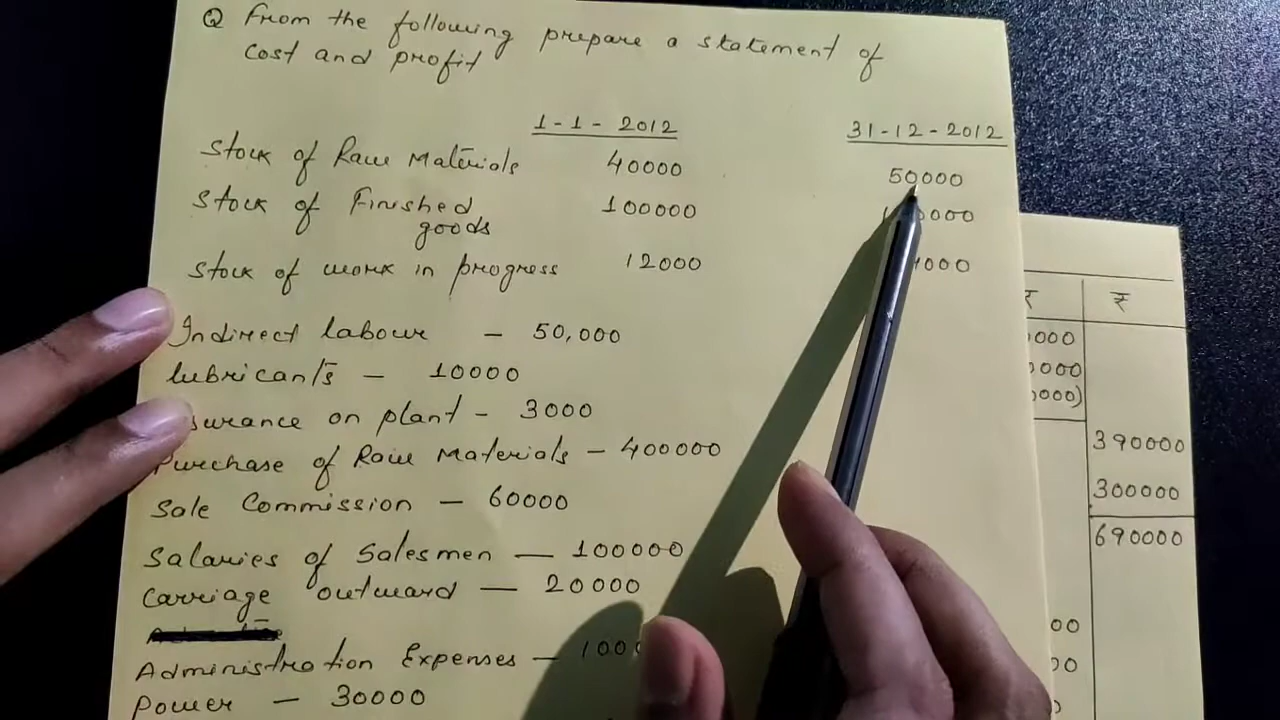 Q From the following prepare a statement of
cost and profit
1-1-2012 31-12-2012
Stock of Raw Materials 40000 50000
Stock of Finished goods 100000
Stock of work in progress 12000
Indirect labour - 50,000
lubricants - 10000
on plant - 3000
Purchase of Raw Materials - 400000
Sale Commission - 60000
Salaries of Salesmen - 100000
Carriage outward - 20000
Administration Expenses -
Power - 30000
₹ ₹
390000
300000
690000